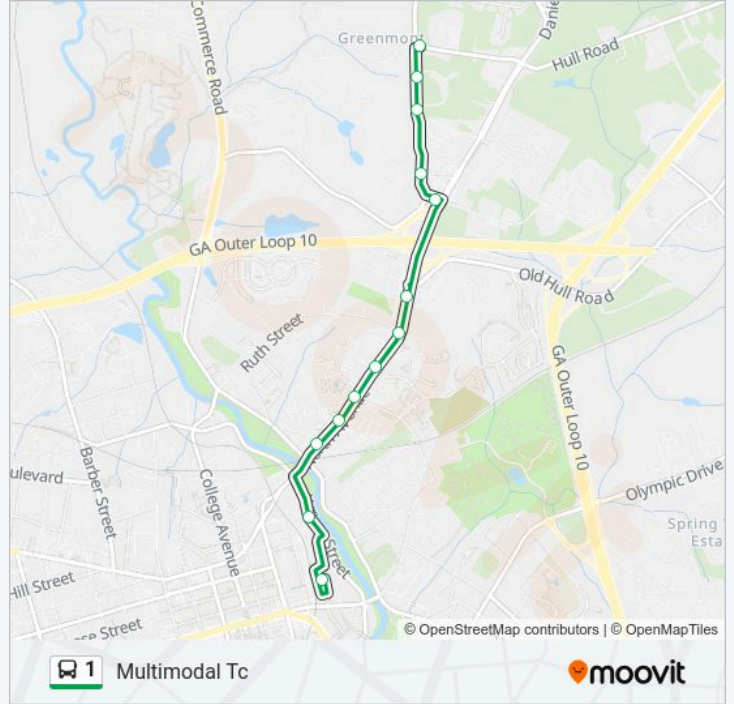 Commerce Road
Greenmont
Danie
Hull Road
GA Outer Loop 10
Old Hull Road
Ruth Street
GA Outer Loop 10
ulevard
Barber Street
College Avenue
Olympic Drive
Spring
Esta
Street
Hill Street
ose Street
© OpenStreetMap contributors | © OpenMapTiles
1 Multimodal Tc
moovit